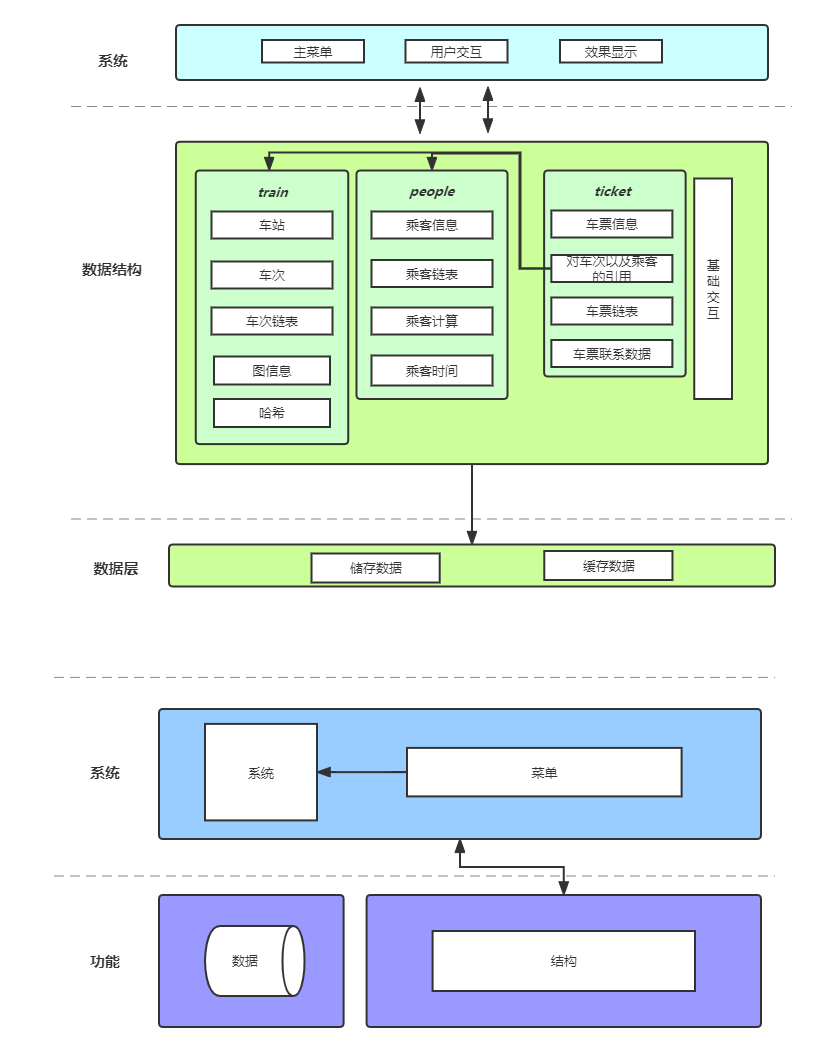 系统
主菜单
用户交互
效果显示
数据结构
train
车站
车次
车次链表
图信息
哈希
people
乘客信息
乘客链表
乘客计算
乘客时间
ticket
车票信息
对车次以及乘客
的引用
车票链表
车票联系数据
基
础
交
互
数据层
储存数据
缓存数据
系统
系统
菜单
功能
数据
结构